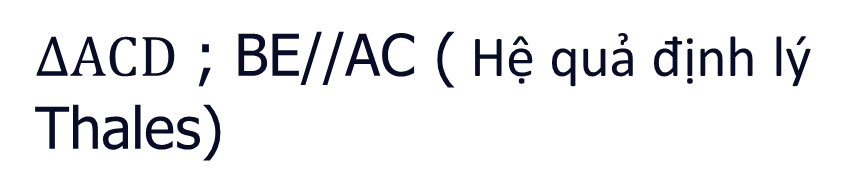 ΔACD ; BE//AC ( Hệ quả định lý
Thales)